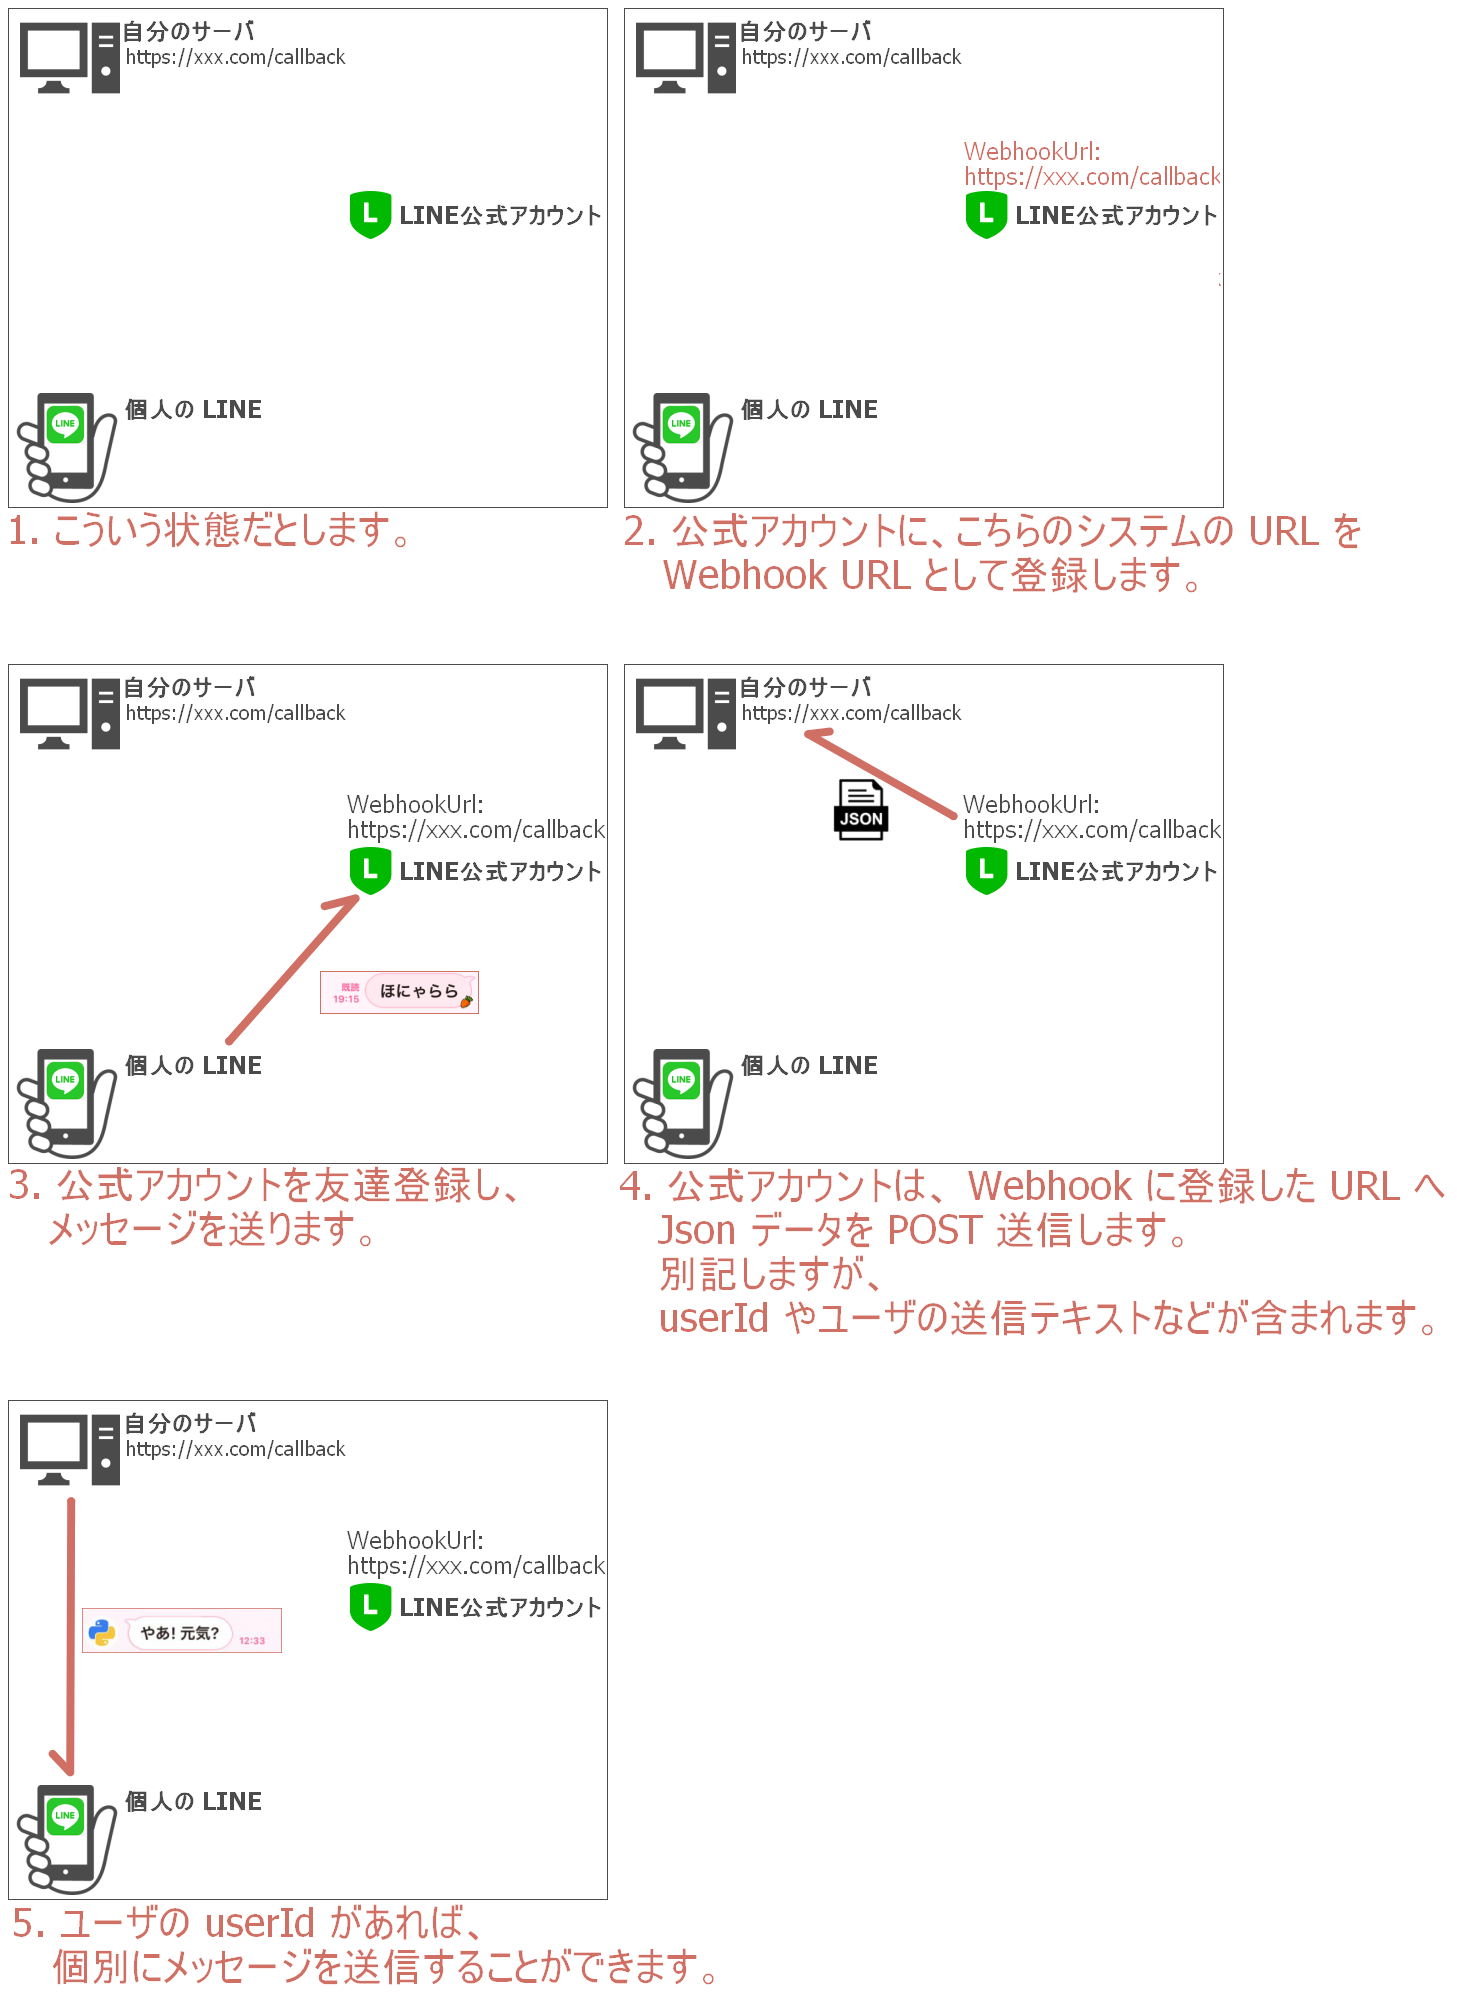 自分のサーバ
https://xxx.com/callback
L LINE公式アカウント
LINE
個人の LINE
1. こういう状態だとします。
自分のサーバ
https://xxx.com/callback
WebhookUrl:
https://xxx.com/callback
L LINE公式アカウント
LINE
個人の LINE
2. 公式アカウントに、こちらのシステムの URL を
Webhook URL として登録します。
自分のサーバ
https://xxx.com/callback
WebhookUrl:
https://xxx.com/callback
L LINE公式アカウント
既読
19:15
ほにゃらら
LINE
個人の LINE
3. 公式アカウントを友達登録し、
メッセージを送ります。
自分のサーバ
https://xxx.com/callback
JSON
WebhookUrl:
https://xxx.com/callback
L LINE公式アカウント
LINE
個人の LINE
4. 公式アカウントは、Webhook に登録した URL へ
Json データを POST 送信します。
別記しますが、
userId やユーザの送信テキストなどが含まれます。
自分のサーバ
https://xxx.com/callback
WebhookUrl:
https://xxx.com/callback
L LINE公式アカウント
やあ! 元気?
12:33
LINE
個人の LINE
5. ユーザの userId があれば、
個別にメッセージを送信することができます。